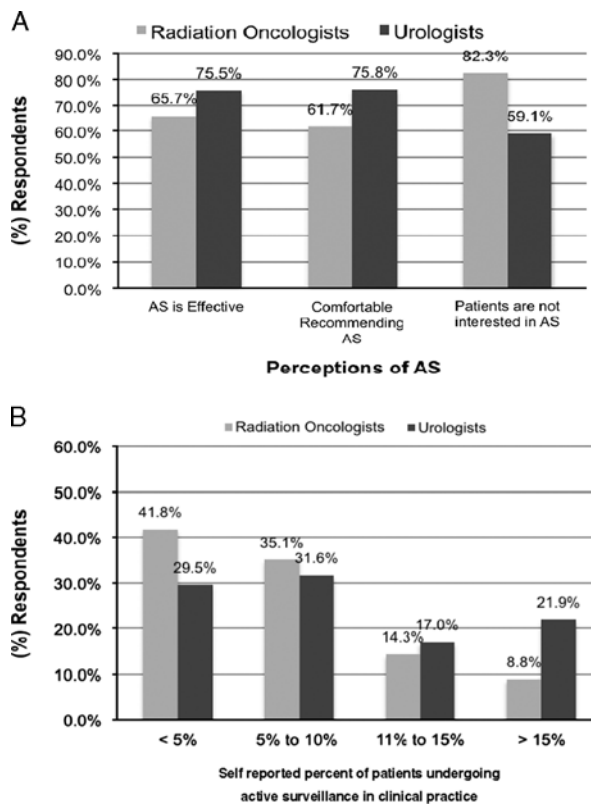 A
Radiation Oncologists Urologists
90.0%
80.0%
70.0%
60.0%
50.0%
40.0%
30.0%
20.0%
10.0%
0.0%
(%) Respondents
65.7%
75.5%
61.7%
75.8%
82.3%
59.1%
AS is Effective
Comfortable
Recommending
AS
Patients are not
interested in AS
Perceptions of AS
B
Radiation Oncologists Urologists
60.0%
50.0%
40.0%
30.0%
20.0%
10.0%
0.0%
(%) Respondents
41.8%
29.5%
35.1%
31.6%
14.3%
17.0%
8.8%
21.9%
< 5%
5% to 10%
11% to 15%
> 15%
Self reported percent of patients undergoing
active surveillance in clinical practice